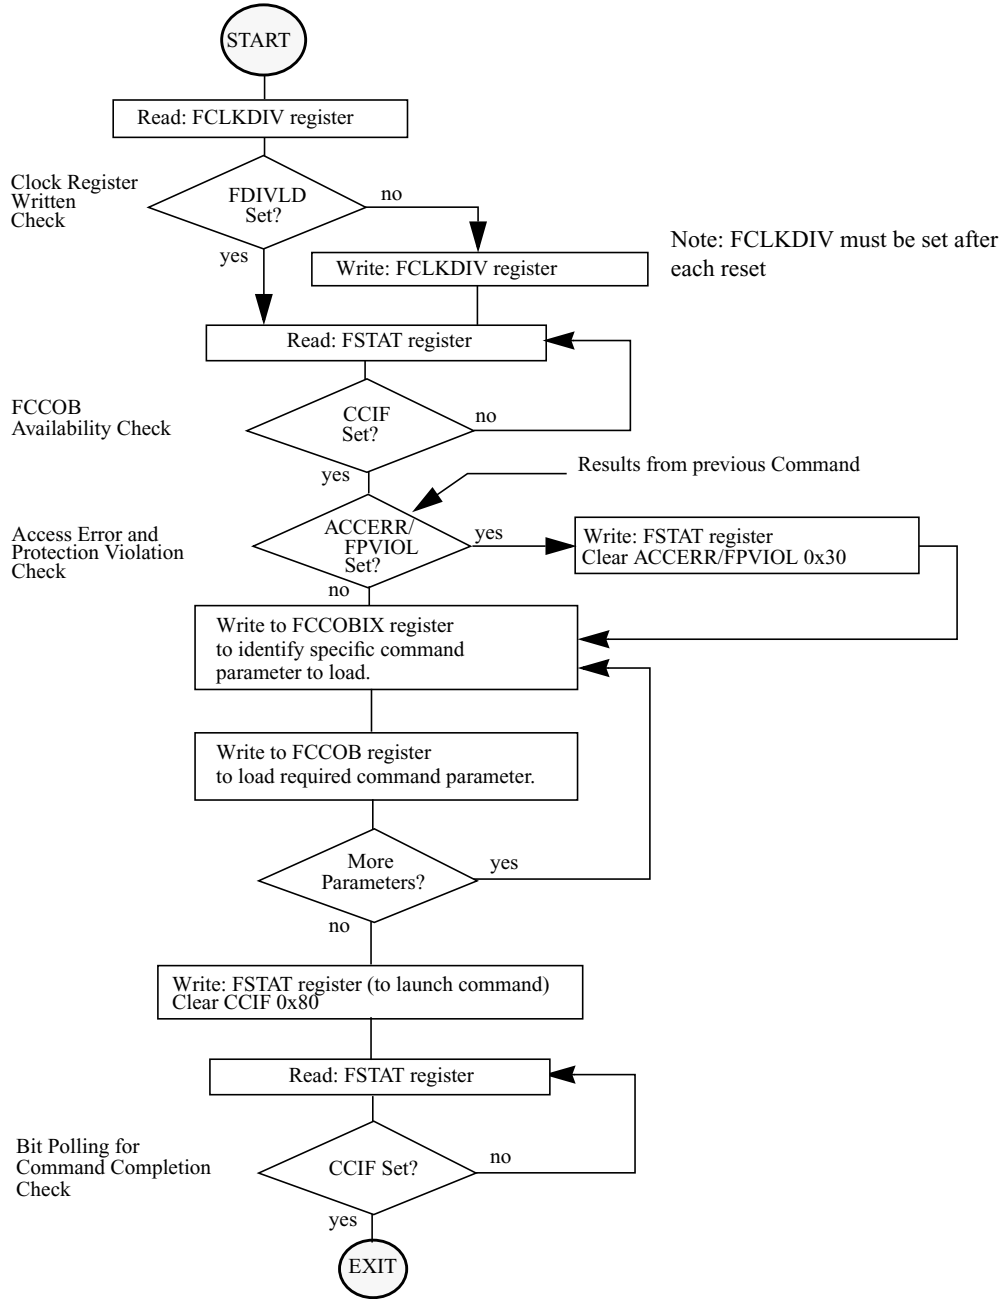 START
Read: FCLKDIV register
Clock Register
Written
Check
FDIVLD
Set?
no
yes
Note: FCLKDIV must be set after
each reset
Write: FCLKDIV register
Read: FSTAT register
FCCOB
Availability Check
CCIF
Set?
no
yes
Results from previous Command
Access Error and
Protection Violation
Check
ACCERR/
FPVIOL
Set?
yes
no
Write: FSTAT register
Clear ACCERR/FPVIOL 0x30
Write to FCCOBIX register
to identify specific command
parameter to load.
Write to FCCOB register
to load required command parameter.
More
Parameters?
yes
no
Write: FSTAT register (to launch command)
Clear CCIF 0x80
Read: FSTAT register
Bit Polling for
Command Completion
Check
CCIF Set?
no
yes
EXIT